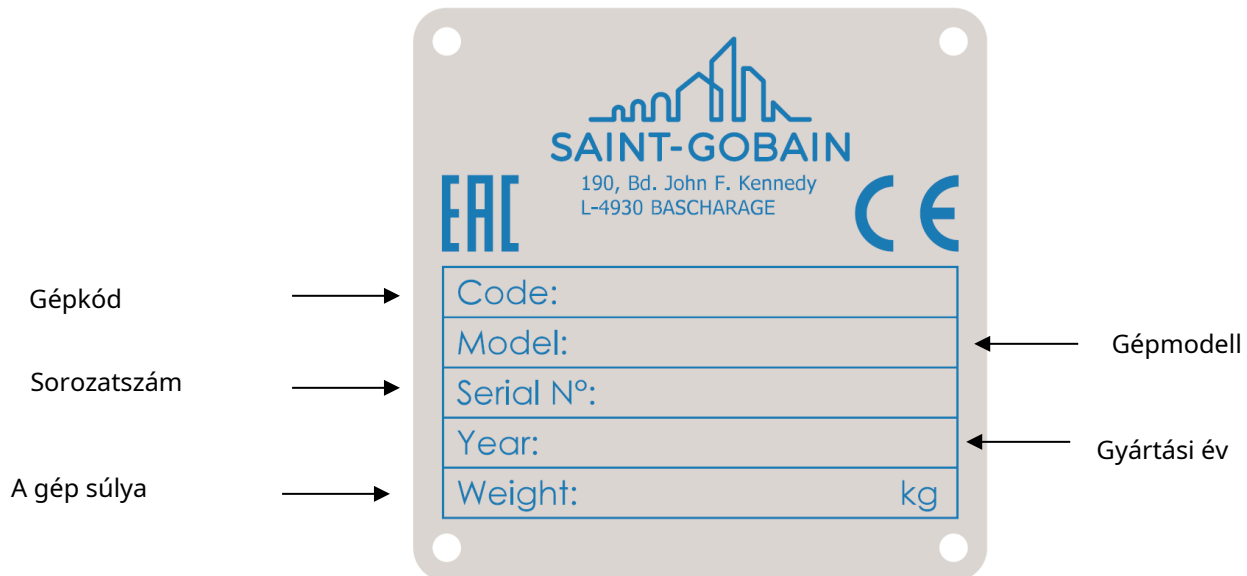 SAINT-GOBAIN
190, Bd. John F. Kennedy
L-4930 BASCHARAGE
EAC
CE
Gépkód
Code:
Model:
Gépmodell
Sorozatszám
Serial N°:
Year:
Gyártási év
A gép súlya
Weight: kg